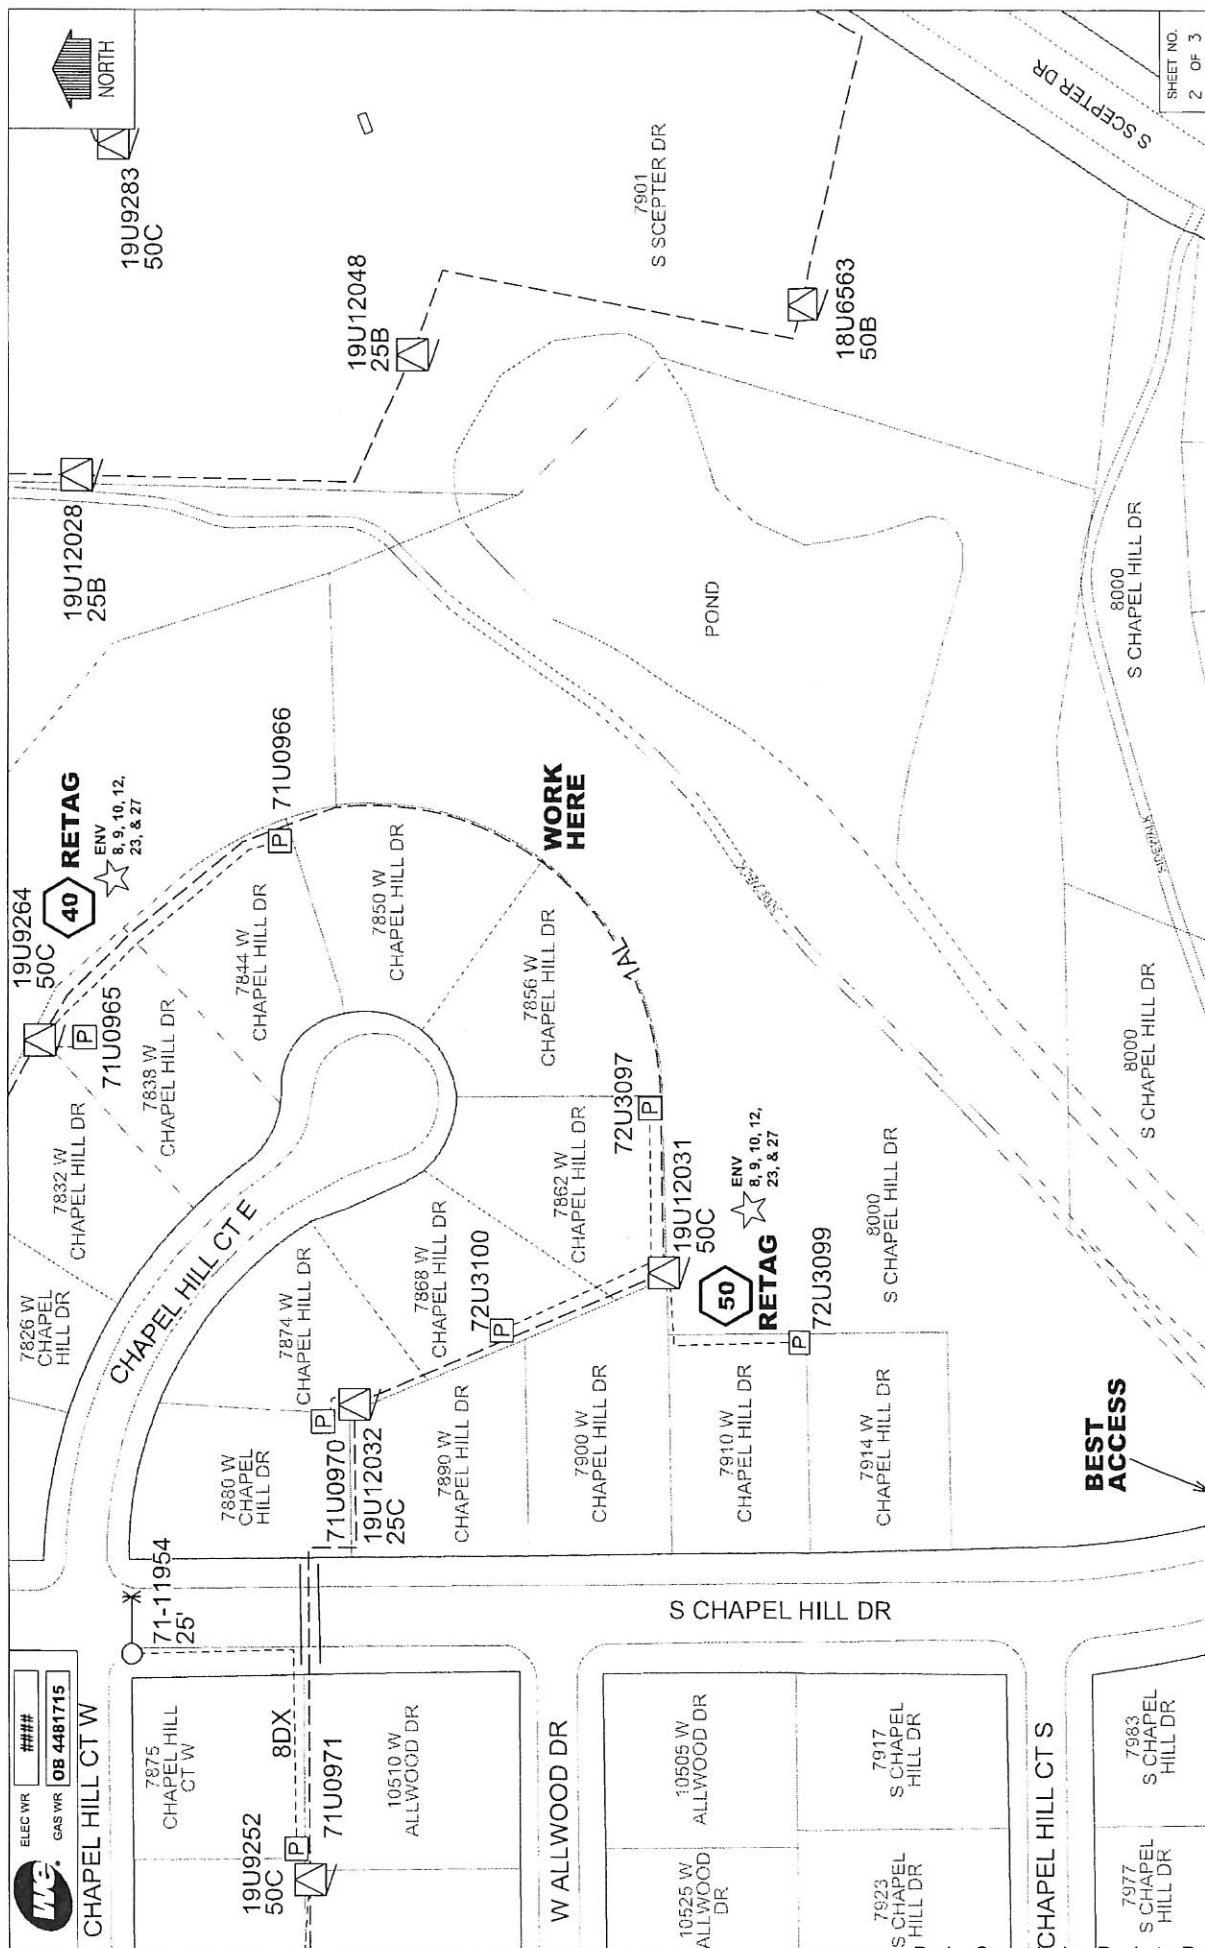 We.
ELEC WR
####
GAS WR
OB 4481715
NORTH
CHAPEL HILL CT W
7875
CHAPEL HILL
CT W
8DX
19U9252
50C
71U0971
10510 W
ALLWOOD DR
W ALLWOOD DR
10505 W
ALLWOOD DR
10525 W
ALLWOOD
DR
7917
S CHAPEL
HILL DR
7923
S CHAPEL
HILL DR
CHAPEL HILL CT S
7983
S CHAPEL
HILL DR
7977
S CHAPEL
HILL DR
71-11954
25'
S CHAPEL HILL DR
7826 W
CHAPEL
HILL DR
7832 W
CHAPEL HILL DR
7838 W
CHAPEL HILL DR
7844 W
CHAPEL HILL DR
7850 W
CHAPEL HILL DR
7856 W
CHAPEL HILL DR
7862 W
CHAPEL HILL DR
7868 W
CHAPEL HILL DR
7874 W
CHAPEL HILL DR
7880 W
CHAPEL
HILL DR
CHAPEL HILL CT E
71U0970
19U12032
25C
7890 W
CHAPEL HILL DR
7900 W
CHAPEL HILL DR
7910 W
CHAPEL HILL DR
7914 W
CHAPEL HILL DR
72U3100
72U3097
19U12031
50C
50
RETAG
ENV
8, 9, 10, 12,
23, & 27
72U3099
8000
S CHAPEL HILL DR
BEST
ACCESS
19U9264
50C
40
RETAG
ENV
8, 9, 10, 12,
23, & 27
71U0965
71U0966
1AL
WORK
HERE
19U12028
25B
19U12048
25B
19U9283
50C
7901
S SCEPTER DR
18U6563
50B
POND
SIDEWALK
8000
S CHAPEL HILL DR
8000
S CHAPEL HILL DR
S SCEPTER DR
SHEET NO.
2 OF 3
P
P
P
P
P
P
P